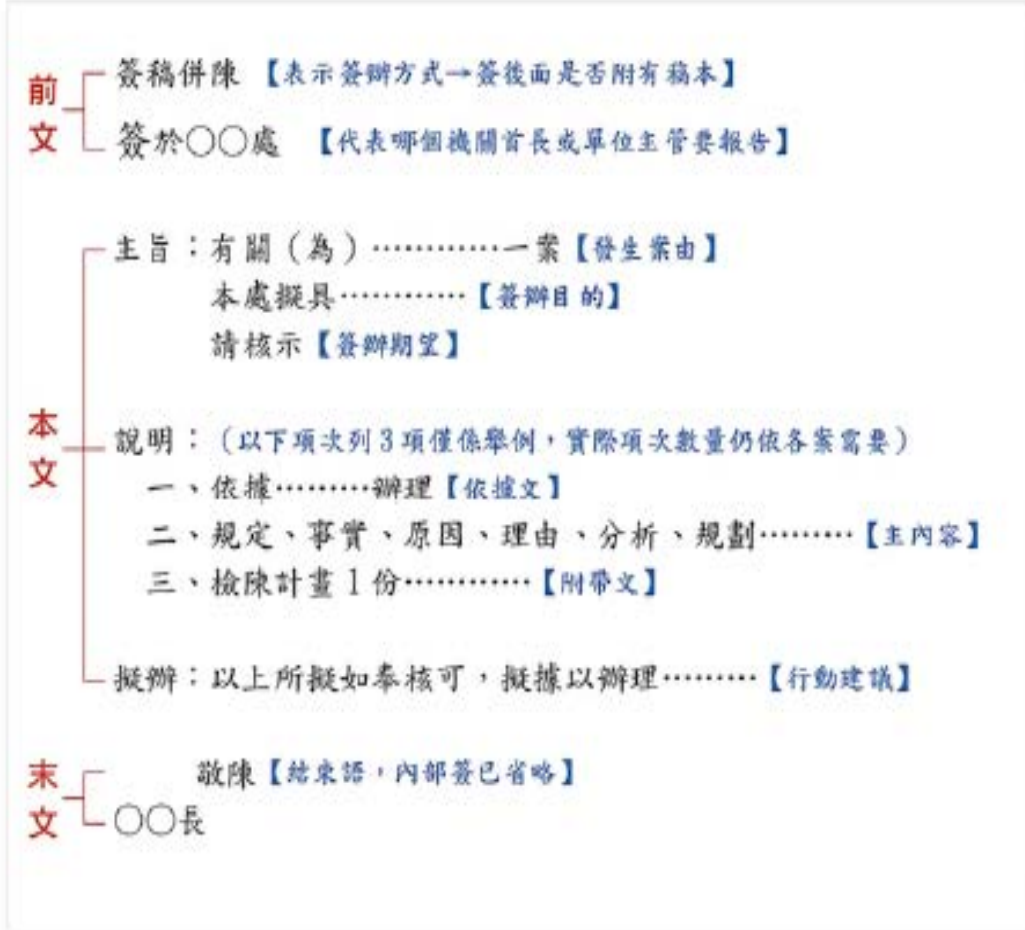 前文
簽稿併陳 【表示簽辦方式→簽後面是否附有稿本】
簽於○○處 【代表哪個機關首長或單位主管要報告】
本文
主旨：有關（為）…………一案【發生案由】
本處擬具…………【簽辦目的】
請核示【簽辦期望】
說明：（以下項次列3項僅係舉例，實際項次數量仍依各案需要）
一、依據………辦理【依據文】
二、規定、事實、原因、理由、分析、規劃………【主內容】
三、檢陳計畫1份…………【附帶文】
擬辦：以上所擬如奉核可，擬據以辦理………【行動建議】
末文
敬陳【結束語，內部簽已省略】
○○長